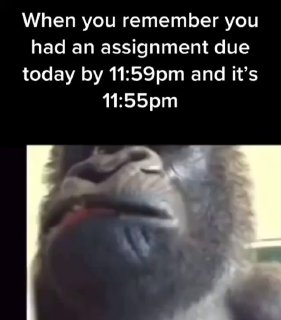 When you remember you
had an assignment due
today by 11:59pm and it’s
11:55pm